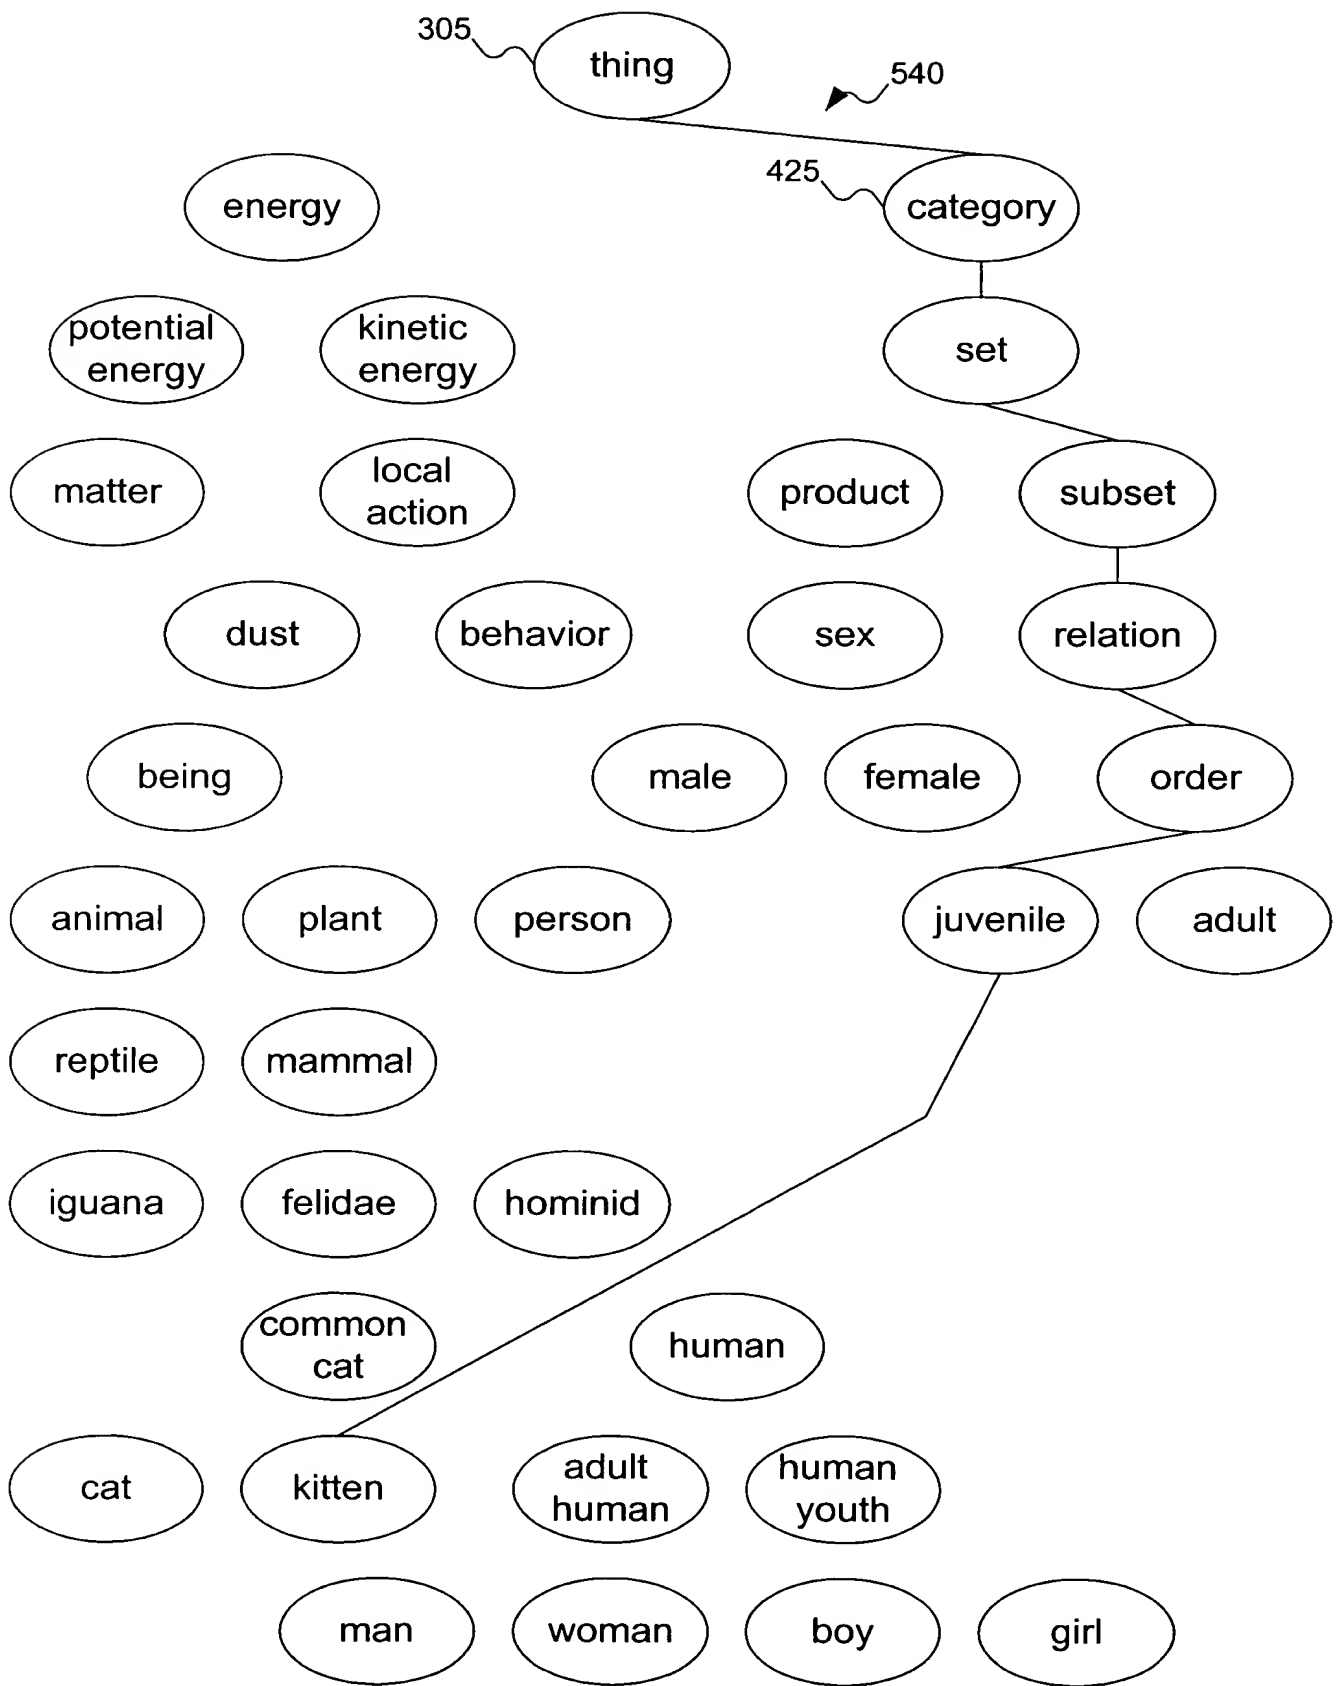 305
thing
540
425
energy
category
potential
energy
kinetic
energy
set
matter
local
action
product
subset
dust
behavior
sex
relation
being
male
female
order
animal
plant
person
juvenile
adult
reptile
mammal
iguana
felidae
hominid
common
cat
human
cat
kitten
adult
human
human
youth
man
woman
boy
girl